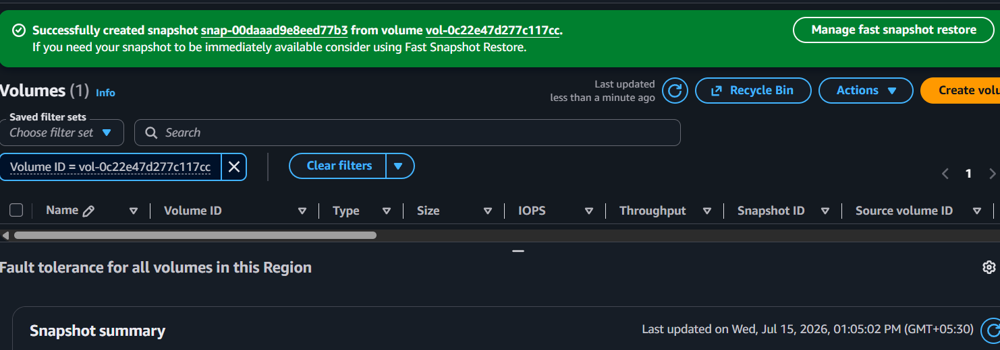 Successfully created snapshot snap-00daaad9e8eed77b3 from volume vol-0c22e47d277c117cc.
If you need your snapshot to be immediately available consider using Fast Snapshot Restore.
Manage fast snapshot restore
Volumes (1) Info
Last updated
less than a minute ago
Recycle Bin
Actions
Create volu
Saved filter sets
Choose filter set
Search
Volume ID = vol-0c22e47d277c117cc
Clear filters
1
Name
Volume ID
Type
Size
IOPS
Throughput
Snapshot ID
Source volume ID
Fault tolerance for all volumes in this Region
Snapshot summary
Last updated on Wed, Jul 15, 2026, 01:05:02 PM (GMT+05:30)